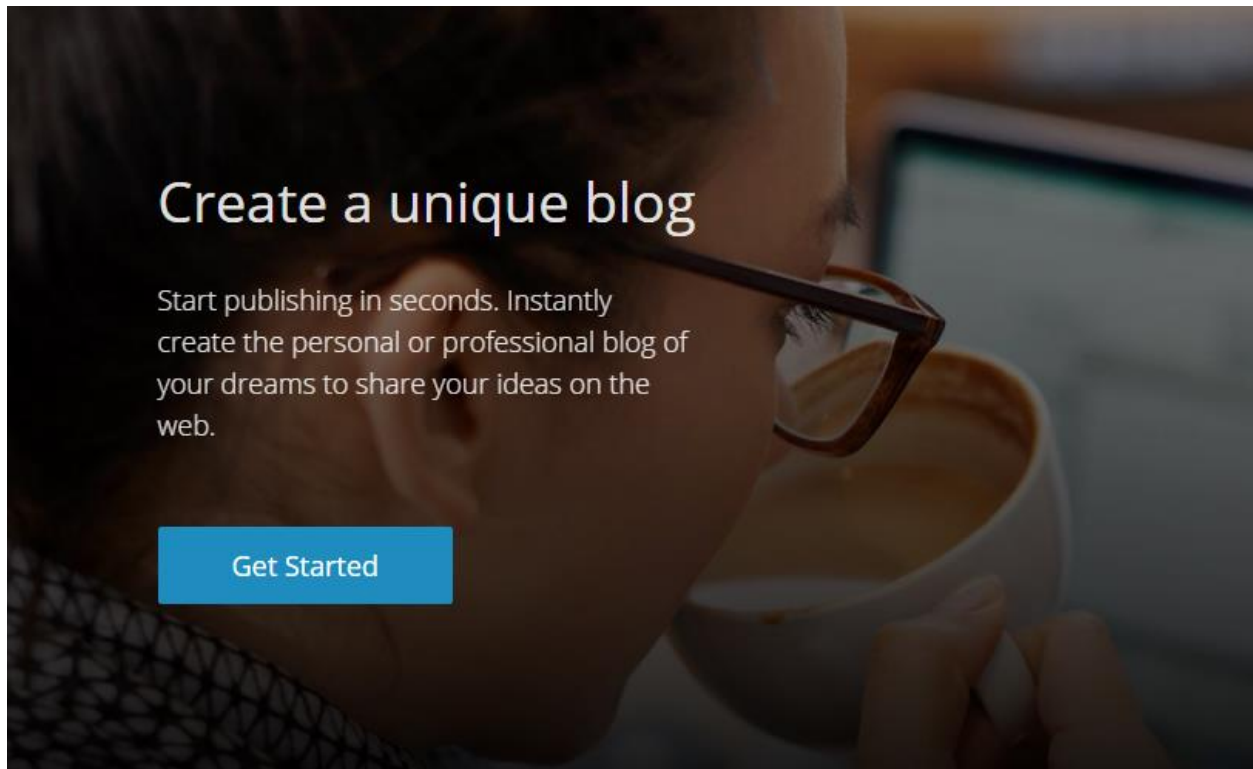 Create a unique blog
Start publishing in seconds. Instantly
create the personal or professional blog of
your dreams to share your ideas on the
web.
Get Started